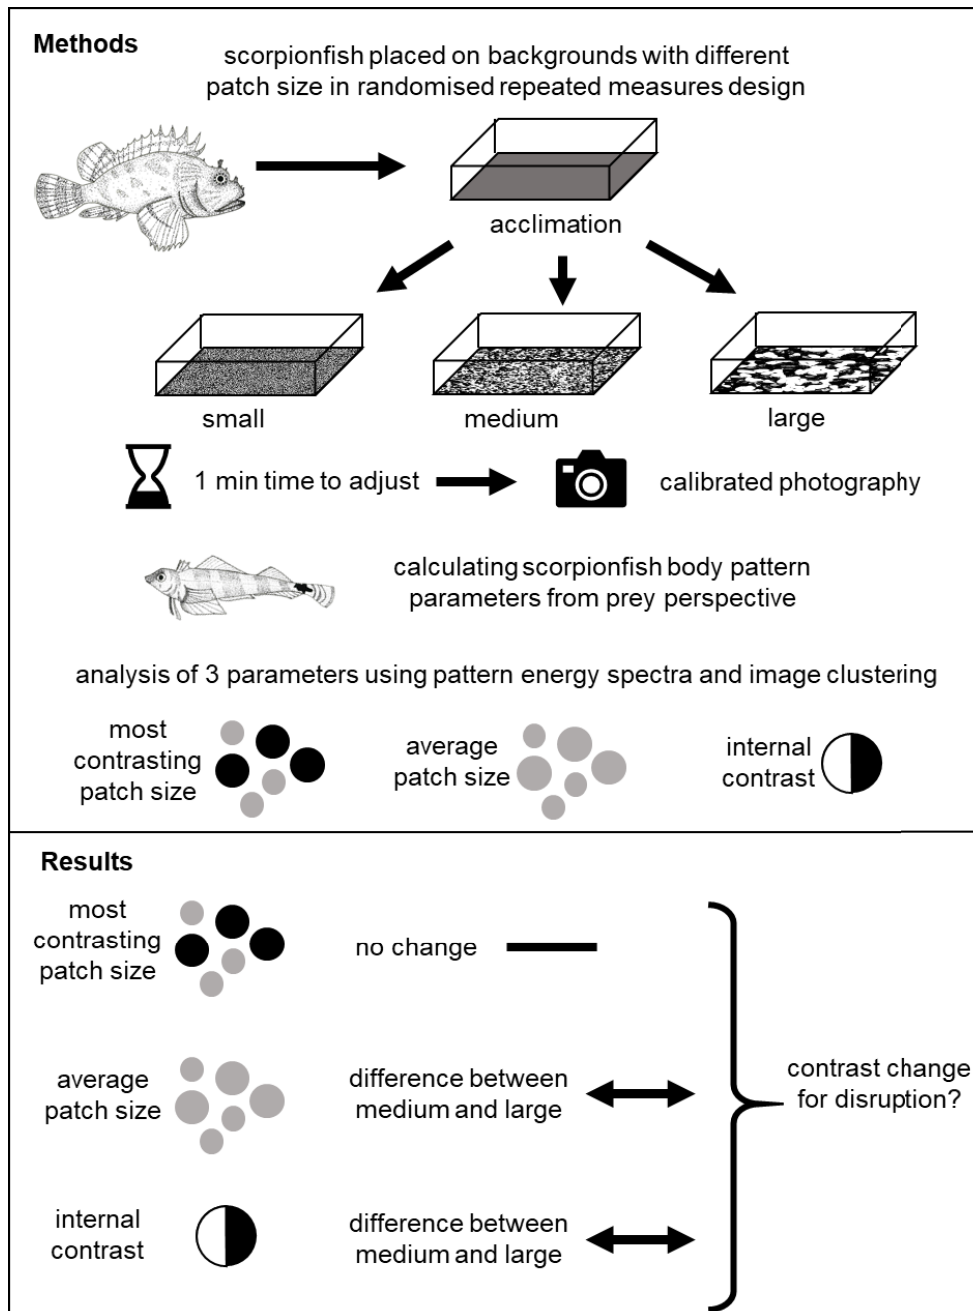 Methods
scorpionfish placed on backgrounds with different
patch size in randomised repeated measures design
acclimation
small
medium
large
1 min time to adjust
calibrated photography
calculating scorpionfish body pattern
parameters from prey perspective
analysis of 3 parameters using pattern energy spectra and image clustering
most
contrasting
patch size
average
patch size
internal
contrast
Results
most
contrasting
patch size
no change
average
patch size
difference between
medium and large
internal
contrast
difference between
medium and large
contrast change
for disruption?